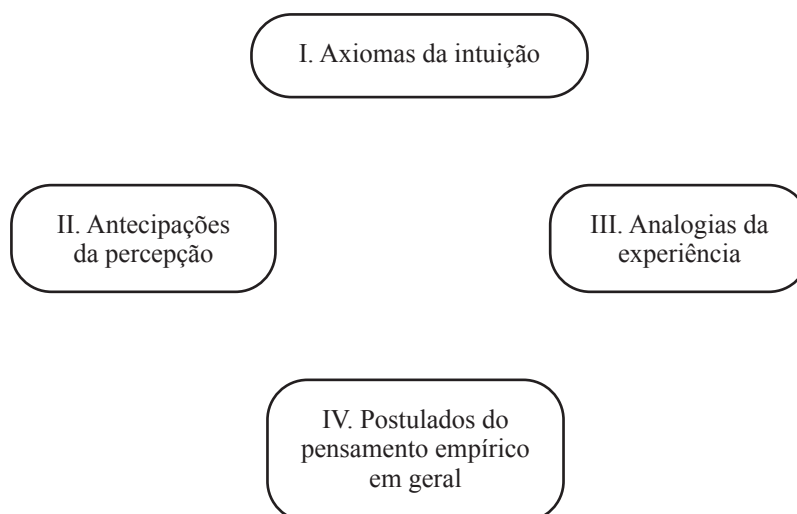 I. Axiomas da intuição
II. Antecipações
da percepção
III. Analogias da
experiência
IV. Postulados do
pensamento empírico
em geral